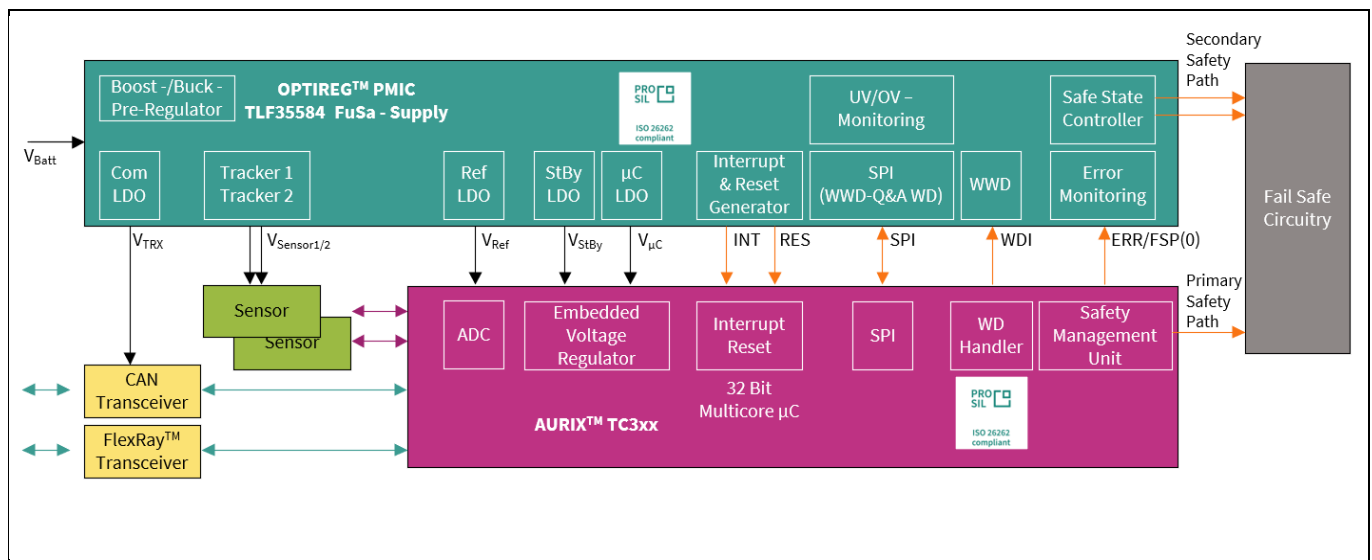 Secondary
Safety
Path
Boost -/Buck -
Pre-Regulator
OPTIREG™ PMIC
TLF35584 FuSa - Supply
PRO
SIL
ISO 26262
compliant
UV/OV –
Monitoring
Safe State
Controller
VBatt
Com
LDO
Tracker 1
Tracker 2
Ref
LDO
StBy
LDO
µC
LDO
Interrupt
& Reset
Generator
SPI
(WWD-Q&A WD)
WWD
Error
Monitoring
Fail Safe
Circuitry
VTRX
VSensor1/2
VRef
VStBy
VµC
INT
RES
SPI
WDI
ERR/FSP(0)
Primary
Safety
Path
Sensor
Sensor
ADC
Embedded
Voltage
Regulator
Interrupt
Reset
SPI
WD
Handler
Safety
Management
Unit
CAN
Transceiver
32 Bit
Multicore µC
AURIX™ TC3xx
PRO
SIL
ISO 26262
compliant
FlexRay™
Transceiver